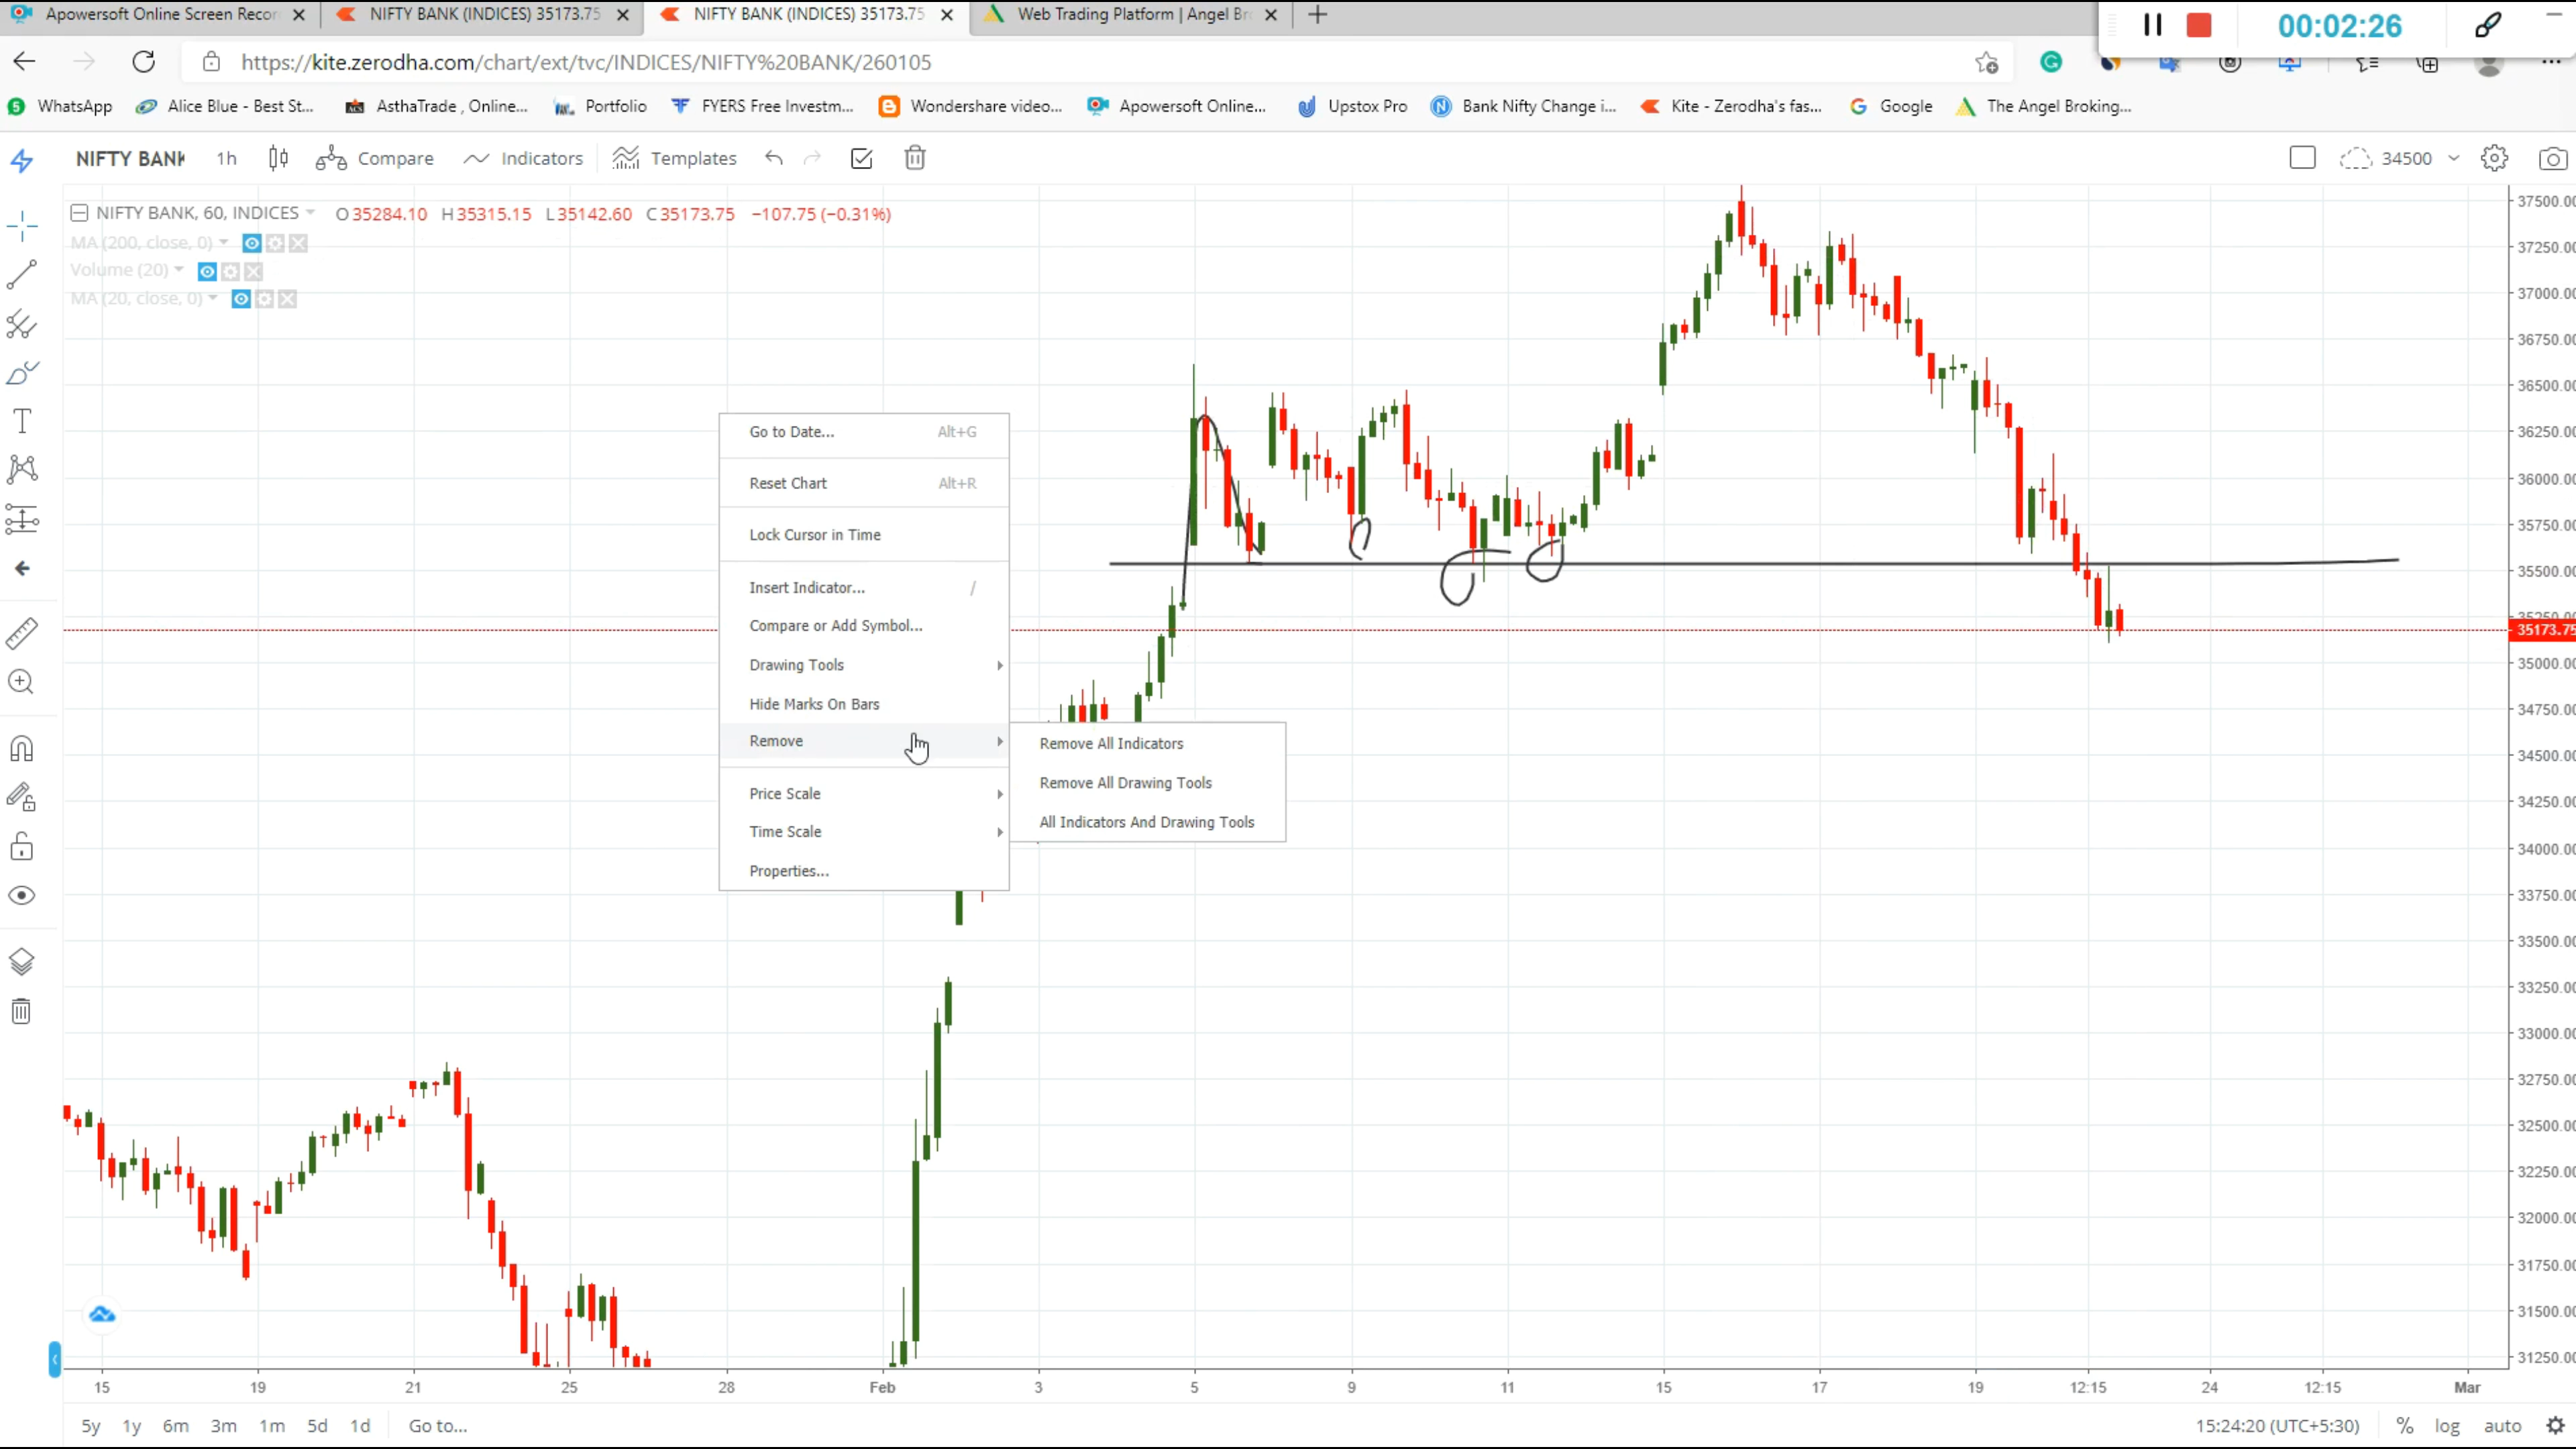 Apowersoft Online Screen Recor
NIFTY BANK (INDICES) 35173.75
NIFTY BANK (INDICES) 35173.75
Web Trading Platform | Angel Br
00:02:26
https://kite.zerodha.com/chart/ext/tvc/INDICES/NIFTY%20BANK/260105
WhatsApp
Alice Blue - Best St...
AsthaTrade , Online...
Portfolio
FYERS Free Investm...
Wondershare video...
Apowersoft Online...
Upstox Pro
Bank Nifty Change i...
Kite - Zerodha's fas...
Google
The Angel Broking...
NIFTY BANK 1h Compare Indicators Templates 34500
NIFTY BANK, 60, INDICES O35284.10 H35315.15 L35142.60 C35173.75 −107.75 (−0.31%)
MA (200, close, 0)
Volume (20)
MA (20, close, 0)
Go to Date... Alt+G
Reset Chart Alt+R
Lock Cursor in Time
Insert Indicator... /
Compare or Add Symbol...
Drawing Tools
Hide Marks On Bars
Remove
Price Scale
Time Scale
Properties...
Remove All Indicators
Remove All Drawing Tools
All Indicators And Drawing Tools
37500.00
37250.00
37000.00
36750.00
36500.00
36250.00
36000.00
35750.00
35500.00
35173.75
35000.00
34750.00
34500.00
34250.00
34000.00
33750.00
33500.00
33250.00
33000.00
32750.00
32500.00
32250.00
32000.00
31750.00
31500.00
31250.00
15 19 21 25 28 Feb 3 5 9 11 15 17 19 12:15 24 12:15 Mar
5y 1y 6m 3m 1m 5d 1d Go to... 15:24:20 (UTC+5:30) % log auto